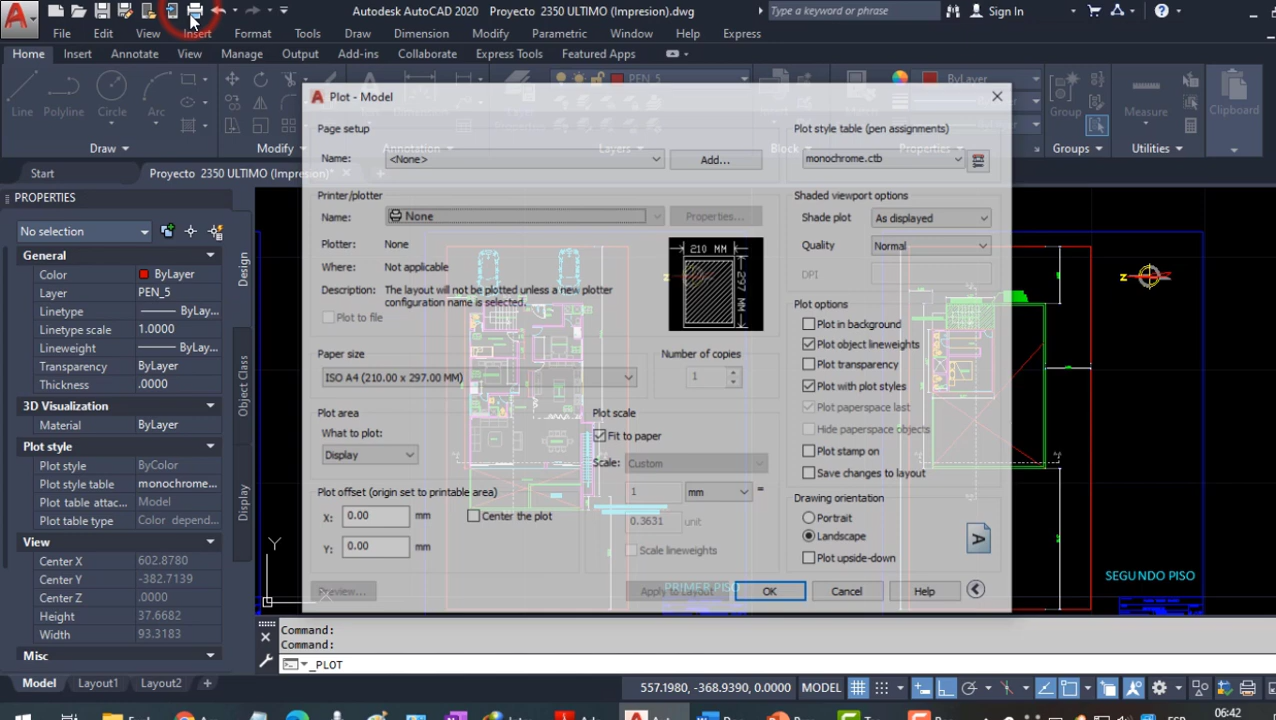 Autodesk AutoCAD 2020 Proyecto 2350 ULTIMO (Impresion).dwg
Type a keyword or phrase
Sign In
File Edit View Insert Format Tools Draw Dimension Modify Parametric Window Help Express
Home Insert Annotate View Manage Output Add-ins Collaborate Express Tools Featured Apps
Line Polyline Circle Arc
PEN_5
ByLayer
Group
Measure
Clipboard
Draw
Modify
Annotation
Layers
Block
Properties
Groups
Utilities
Start
Proyecto 2350 ULTIMO (Impresion)*
PROPERTIES
No selection
General
Color ByLayer
Layer PEN_5
Linetype ByLay...
Linetype scale 1.0000
Lineweight ByLay...
Transparency ByLayer
Thickness .0000
3D Visualization
Material ByLayer
Plot style
Plot style ByColor
Plot style table monochrome...
Plot table attac... Model
Plot table type Color depend...
View
Center X 602.8780
Center Y -382.7139
Center Z .0000
Height 37.6682
Width 93.3183
Misc
Design
Object Class
Display
Plot - Model
Page setup
Name: <None>
Add...
Printer/plotter
Name: None
Properties...
Plotter: None
Where: Not applicable
Description: The layout will not be plotted unless a new plotter
configuration name is selected.
Plot to file
210 MM
297 MM
Paper size
ISO A4 (210.00 x 297.00 MM)
Number of copies
1
Plot area
What to plot:
Display
Plot scale
Fit to paper
Scale: Custom
1 mm =
0.3631 unit
Scale lineweights
Plot offset (origin set to printable area)
X: 0.00 mm
Center the plot
Y: 0.00 mm
Plot style table (pen assignments)
monochrome.ctb
Shaded viewport options
Shade plot As displayed
Quality Normal
DPI
Plot options
Plot in background
Plot object lineweights
Plot transparency
Plot with plot styles
Plot paperspace last
Hide paperspace objects
Plot stamp on
Save changes to layout
Drawing orientation
Portrait
Landscape
Plot upside-down
Preview...
Apply to Layout
OK
Cancel
Help
PRIMER PISO
SEGUNDO PISO
Z
Y
Command:
Command:
_PLOT
Model Layout1 Layout2
557.1980, -368.9390, 0.0000 MODEL
06:42